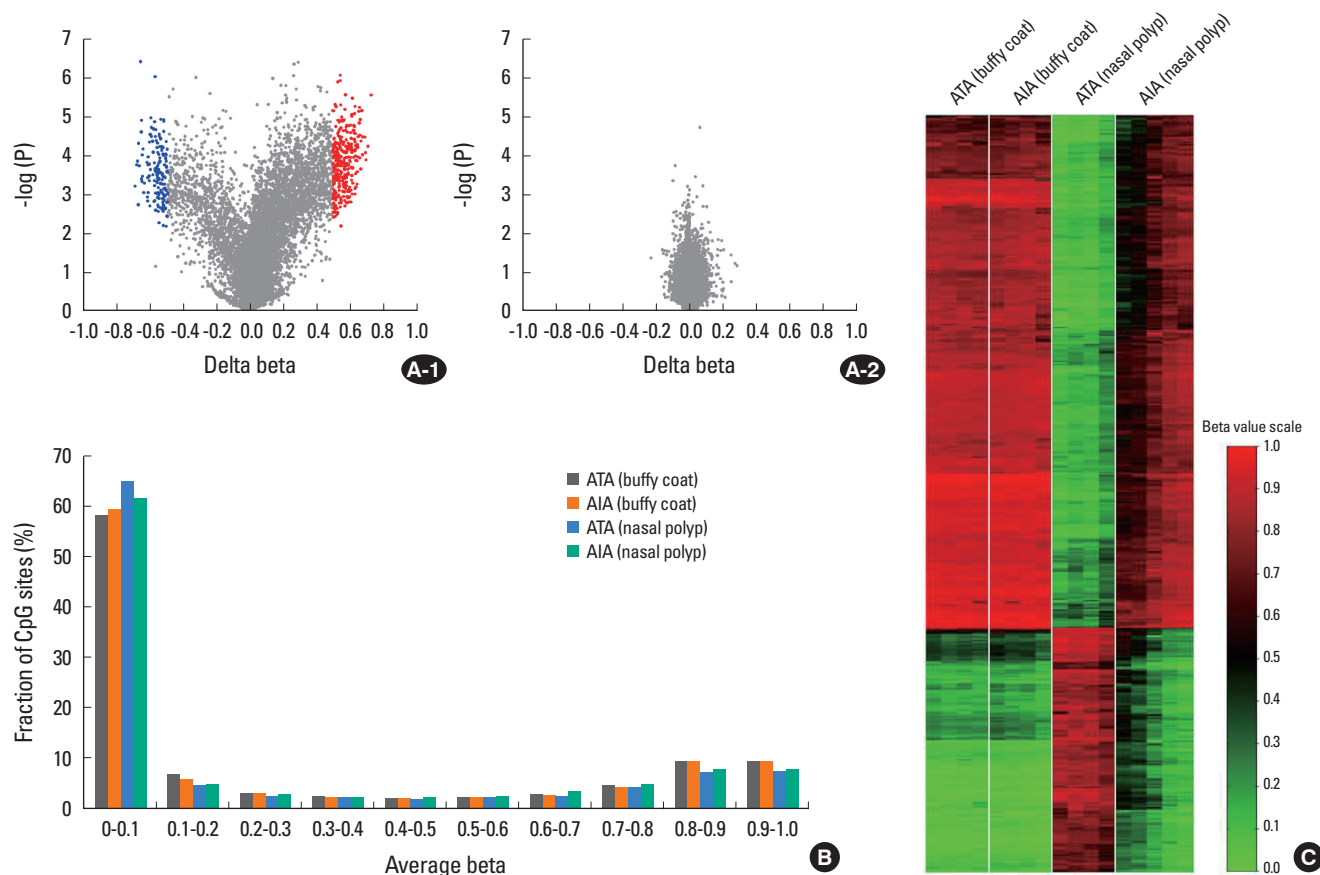 7
6
5
4
3
2
1
0
-log (P)
-1.0 -0.8 -0.6 -0.4 -0.2 0.0 0.2 0.4 0.6 0.8 1.0
Delta beta
A-1
7
6
5
4
3
2
1
0
-log (P)
-1.0 -0.8 -0.6 -0.4 -0.2 0.0 0.2 0.4 0.6 0.8 1.0
Delta beta
A-2
70
60
50
40
30
20
10
0
Fraction of CpG sites (%)
ATA (buffy coat)
AIA (buffy coat)
ATA (nasal polyp)
AIA (nasal polyp)
0-0.1 0.1-0.2 0.2-0.3 0.3-0.4 0.4-0.5 0.5-0.6 0.6-0.7 0.7-0.8 0.8-0.9 0.9-1.0
Average beta
B
ATA (buffy coat)
AIA (buffy coat)
ATA (nasal polyp)
AIA (nasal polyp)
Beta value scale
1.0
0.9
0.8
0.7
0.6
0.5
0.4
0.3
0.2
0.1
0.0
C